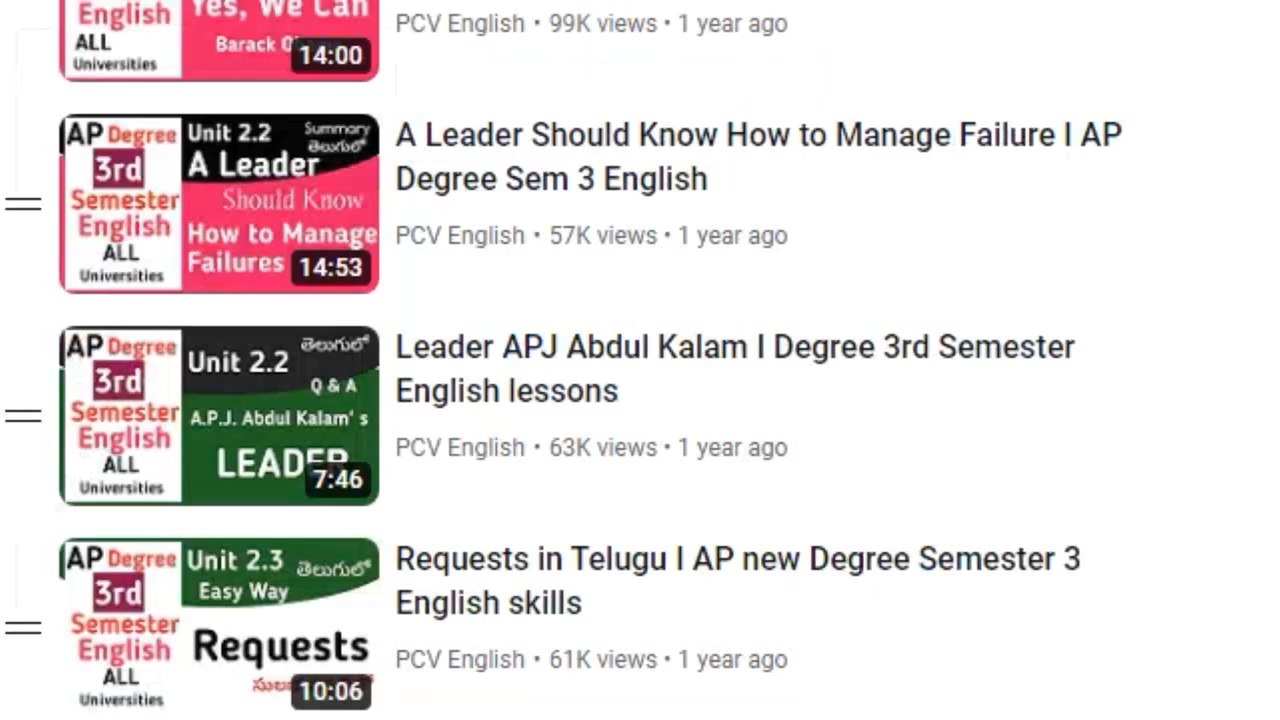 English
ALL
Universities
Yes, We Can
Barack
14:00
PCV English • 99K views • 1 year ago
AP Degree
3rd
Semester
English
ALL
Universities
Unit 2.2
Summary
తెలుగులో
A Leader
Should Know
How to Manage
Failures
14:53
A Leader Should Know How to Manage Failure I AP
Degree Sem 3 English
PCV English • 57K views • 1 year ago
AP Degree
3rd
Semester
English
ALL
Universities
తెలుగులో
Unit 2.2
Q & A
A.P.J. Abdul Kalam' s
LEADER
7:46
Leader APJ Abdul Kalam I Degree 3rd Semester
English lessons
PCV English • 63K views • 1 year ago
AP Degree
3rd
Semester
English
ALL
Universities
Unit 2.3 తెలుగులో
Easy Way
Requests
10:06
Requests in Telugu I AP new Degree Semester 3
English skills
PCV English • 61K views • 1 year ago